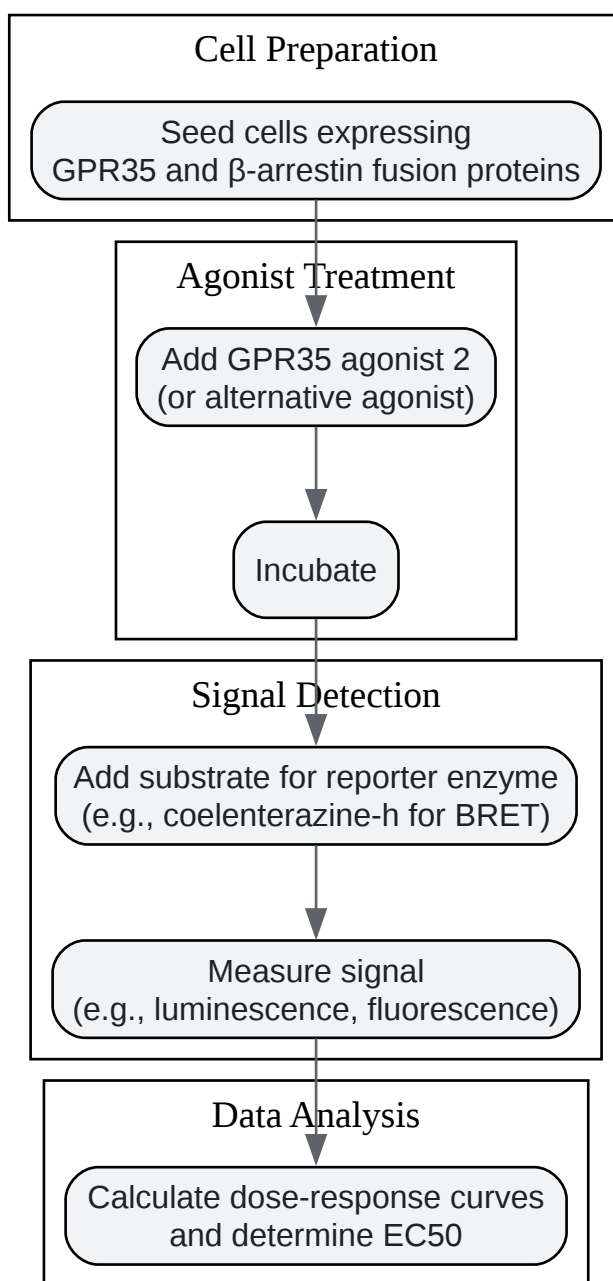 Cell Preparation
Seed cells expressing
GPR35 and β-arrestin fusion proteins
Agonist Treatment
Add GPR35 agonist 2
(or alternative agonist)
Incubate
Signal Detection
Add substrate for reporter enzyme
(e.g., coelenterazine-h for BRET)
Measure signal
(e.g., luminescence, fluorescence)
Data Analysis
Calculate dose-response curves
and determine EC50